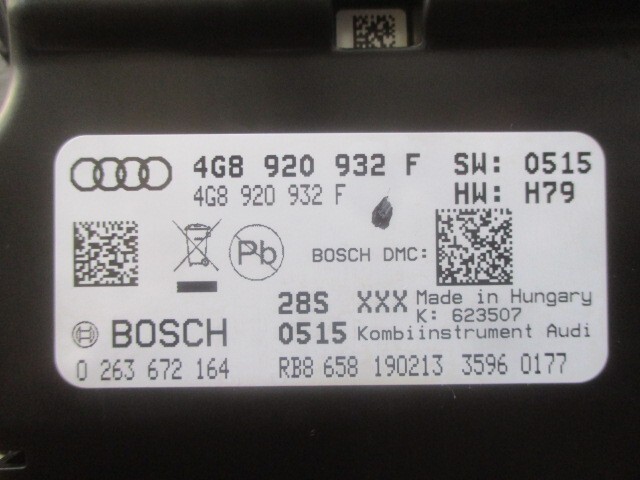 4G8 920 932 F SW: 0515
4G8 920 932 F HW: H79
Pb BOSCH DMC:
28S XXX Made in Hungary
K: 623507
BOSCH 0515 Kombiinstrument Audi
0 263 672 164 RB8 658 190213 3596 0177